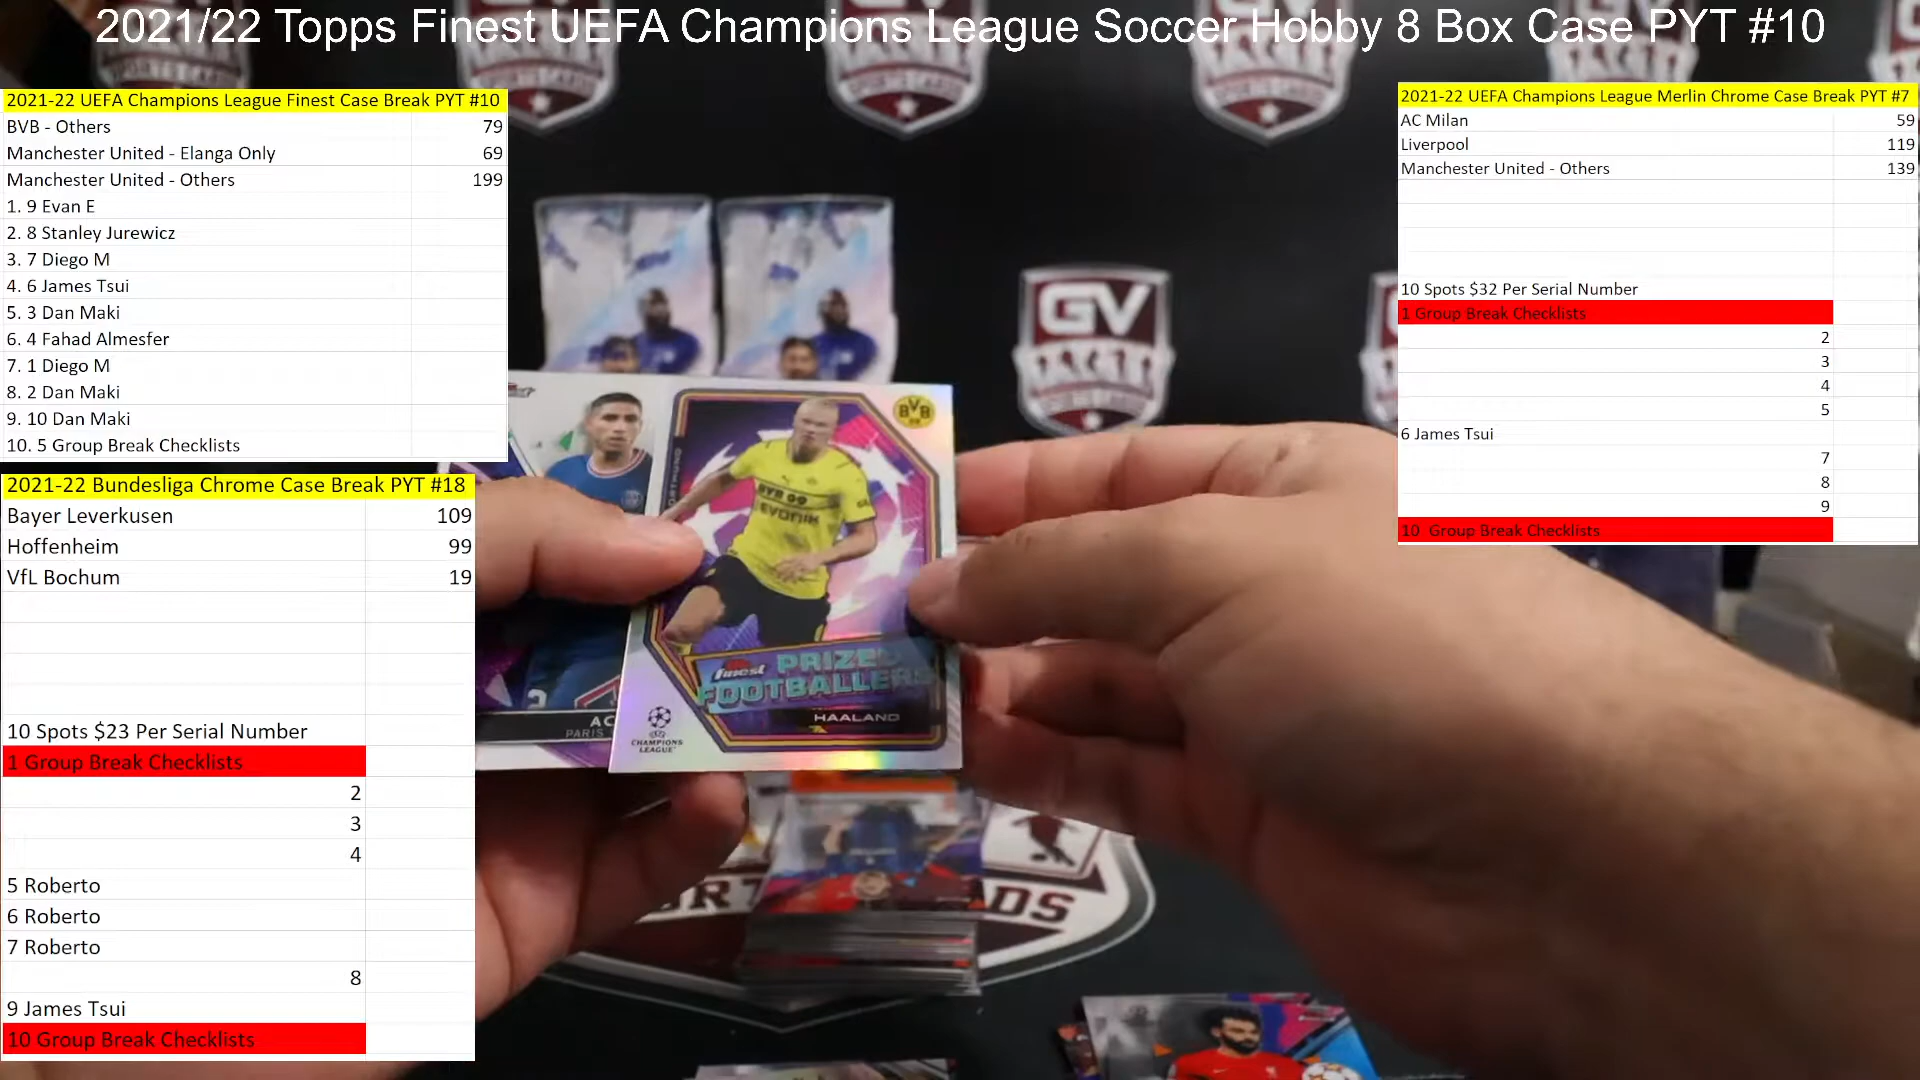 2021/22 Topps Finest UEFA Champions League Soccer Hobby 8 Box Case PYT #10
2021-22 UEFA Champions League Finest Case Break PYT #10
BVB - Others 79
Manchester United - Elanga Only 69
Manchester United - Others 199
1. 9 Evan E
2. 8 Stanley Jurewicz
3. 7 Diego M
4. 6 James Tsui
5. 3 Dan Maki
6. 4 Fahad Almesfer
7. 1 Diego M
8. 2 Dan Maki
9. 10 Dan Maki
10. 5 Group Break Checklists
2021-22 Bundesliga Chrome Case Break PYT #18
Bayer Leverkusen 109
Hoffenheim 99
VfL Bochum 19
10 Spots $23 Per Serial Number
1 Group Break Checklists
2
3
4
5 Roberto
6 Roberto
7 Roberto
8
9 James Tsui
10 Group Break Checklists
2021-22 UEFA Champions League Merlin Chrome Case Break PYT #7
AC Milan 59
Liverpool 119
Manchester United - Others 139
10 Spots $32 Per Serial Number
1 Group Break Checklists
2
3
4
5
6 James Tsui
7
8
9
10 Group Break Checklists
SPORTS CARDS
GV
BVB
09
BVB 09
EVONIK
finest PRIZED
FOOTBALLERS
HAALAND
CHAMPIONS
LEAGUE
AC
PARIS